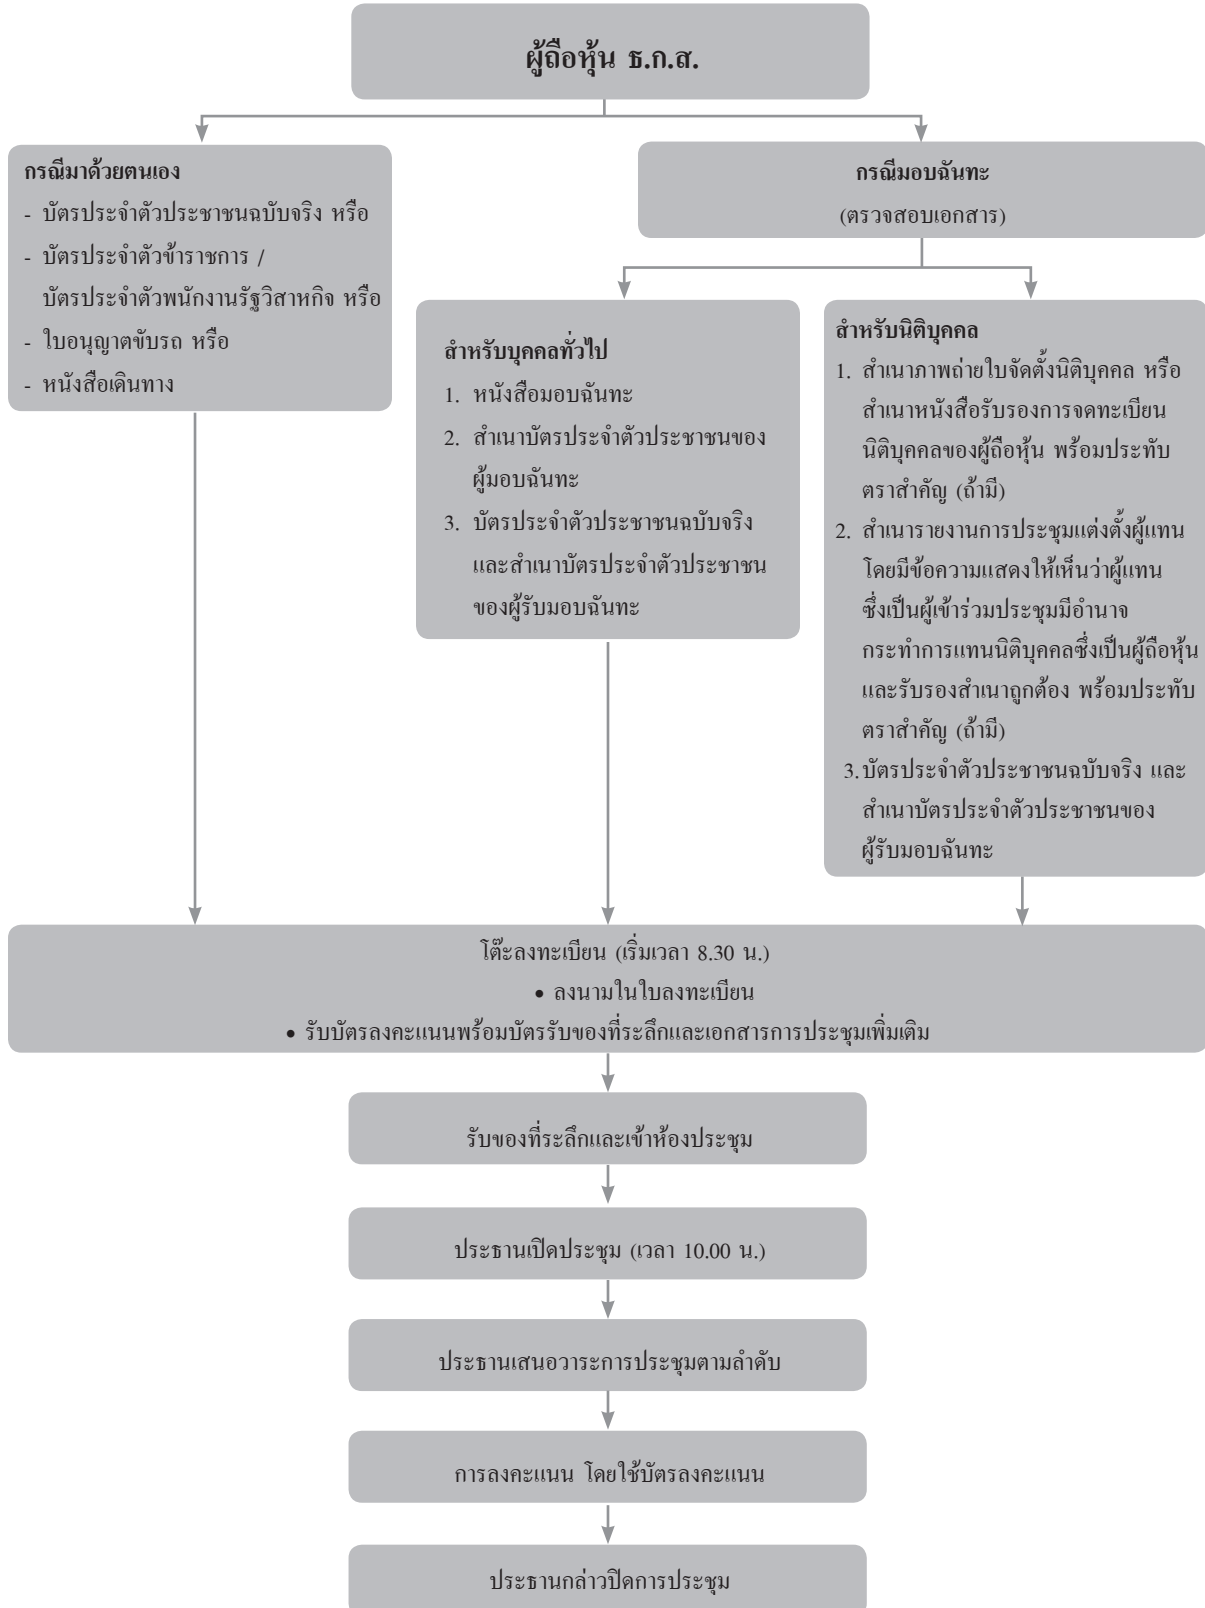 ผู้ถือหุ้น ธ.ก.ส.
กรณีมาด้วยตนเอง
- บัตรประจำตัวประชาชนฉบับจริง หรือ
- บัตรประจำตัวข้าราชการ /
บัตรประจำตัวพนักงานรัฐวิสาหกิจ หรือ
- ใบอนุญาตขับรถ หรือ
- หนังสือเดินทาง
กรณีมอบฉันทะ
(ตรวจสอบเอกสาร)
สำหรับบุคคลทั่วไป
1. หนังสือมอบฉันทะ
2. สำเนาบัตรประจำตัวประชาชนของ
ผู้มอบฉันทะ
3. บัตรประจำตัวประชาชนฉบับจริง
และสำเนาบัตรประจำตัวประชาชน
ของผู้รับมอบฉันทะ
สำหรับนิติบุคคล
1. สำเนาภาพถ่ายใบจัดตั้งนิติบุคคล หรือ
สำเนาหนังสือรับรองการจดทะเบียน
นิติบุคคลของผู้ถือหุ้น พร้อมประทับ
ตราสำคัญ (ถ้ามี)
2. สำเนารายงานการประชุมแต่งตั้งผู้แทน
โดยมีข้อความแสดงให้เห็นว่าผู้แทน
ซึ่งเป็นผู้เข้าร่วมประชุมมีอำนาจ
กระทำการแทนนิติบุคคลซึ่งเป็นผู้ถือหุ้น
และรับรองสำเนาถูกต้อง พร้อมประทับ
ตราสำคัญ (ถ้ามี)
3. บัตรประจำตัวประชาชนฉบับจริง และ
สำเนาบัตรประจำตัวประชาชนของ
ผู้รับมอบฉันทะ
โต๊ะลงทะเบียน (เริ่มเวลา 8.30 น.)
• ลงนามในใบลงทะเบียน
• รับบัตรลงคะแนนพร้อมบัตรรับของที่ระลึกและเอกสารการประชุมเพิ่มเติม
รับของที่ระลึกและเข้าห้องประชุม
ประธานเปิดประชุม (เวลา 10.00 น.)
ประธานเสนอวาระการประชุมตามลำดับ
การลงคะแนน โดยใช้บัตรลงคะแนน
ประธานกล่าวปิดการประชุม